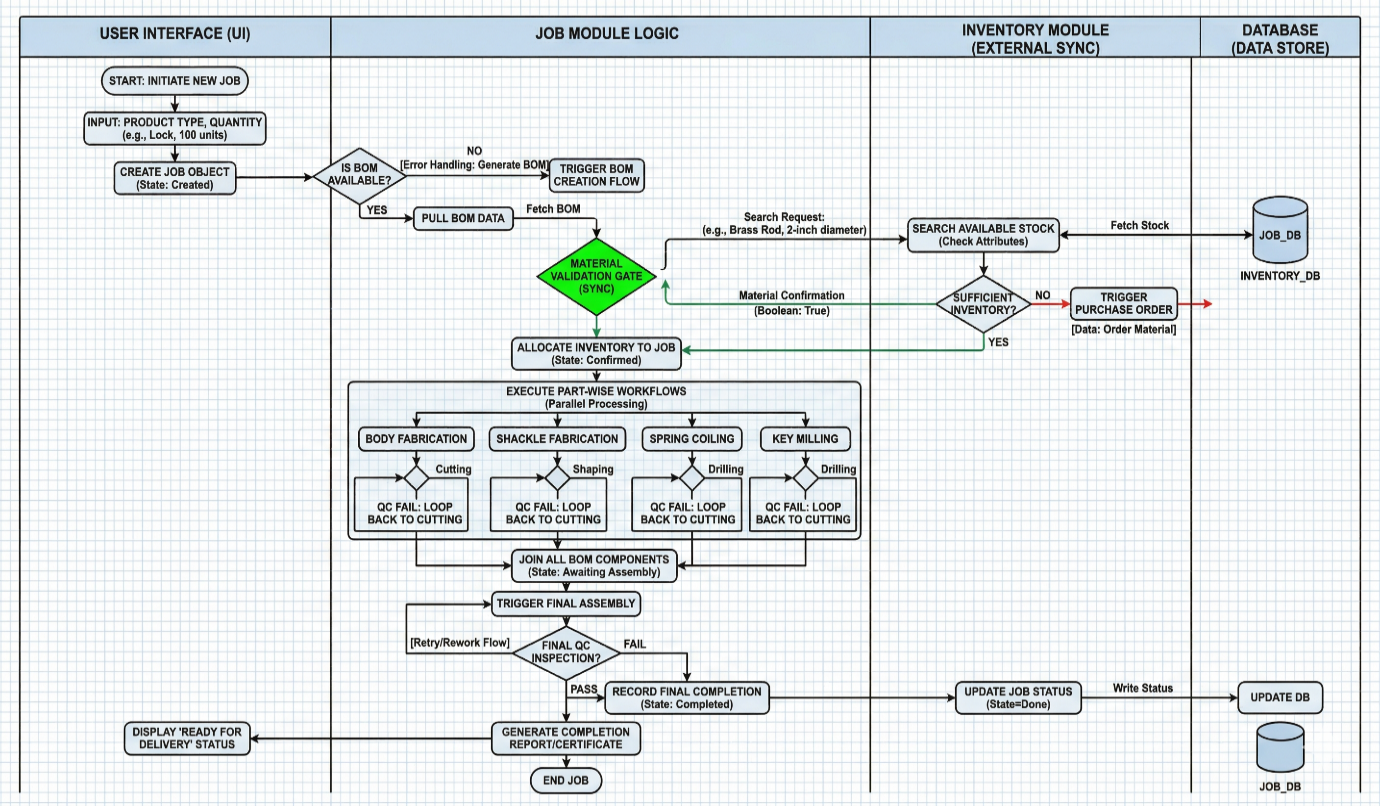 USER INTERFACE (UI)
JOB MODULE LOGIC
INVENTORY MODULE
(EXTERNAL SYNC)
DATABASE
(DATA STORE)
START: INITIATE NEW JOB
INPUT: PRODUCT TYPE, QUANTITY
(e.g., Lock, 100 units)
CREATE JOB OBJECT
(State: Created)
IS BOM
AVAILABLE?
NO
[Error Handling: Generate BOM]
TRIGGER BOM
CREATION FLOW
YES
PULL BOM DATA
Fetch BOM
MATERIAL
VALIDATION GATE
(SYNC)
Search Request:
(e.g., Brass Rod, 2-inch diameter)
SEARCH AVAILABLE STOCK
(Check Attributes)
Fetch Stock
JOB_DB
INVENTORY_DB
Material Confirmation
(Boolean: True)
SUFFICIENT
INVENTORY?
NO
TRIGGER
PURCHASE ORDER
[Data: Order Material]
YES
ALLOCATE INVENTORY TO JOB
(State: Confirmed)
EXECUTE PART-WISE WORKFLOWS
(Parallel Processing)
BODY FABRICATION
SHACKLE FABRICATION
SPRING COILING
KEY MILLING
Cutting
Shaping
Drilling
Drilling
QC FAIL: LOOP
BACK TO CUTTING
QC FAIL: LOOP
BACK TO CUTTING
QC FAIL: LOOP
BACK TO CUTTING
QC FAIL: LOOP
BACK TO CUTTING
JOIN ALL BOM COMPONENTS
(State: Awaiting Assembly)
TRIGGER FINAL ASSEMBLY
[Retry/Rework Flow]
FINAL QC
INSPECTION?
FAIL
PASS
RECORD FINAL COMPLETION
(State: Completed)
UPDATE JOB STATUS
(State=Done)
Write Status
UPDATE DB
DISPLAY 'READY FOR
DELIVERY' STATUS
GENERATE COMPLETION
REPORT/CERTIFICATE
END JOB
JOB_DB